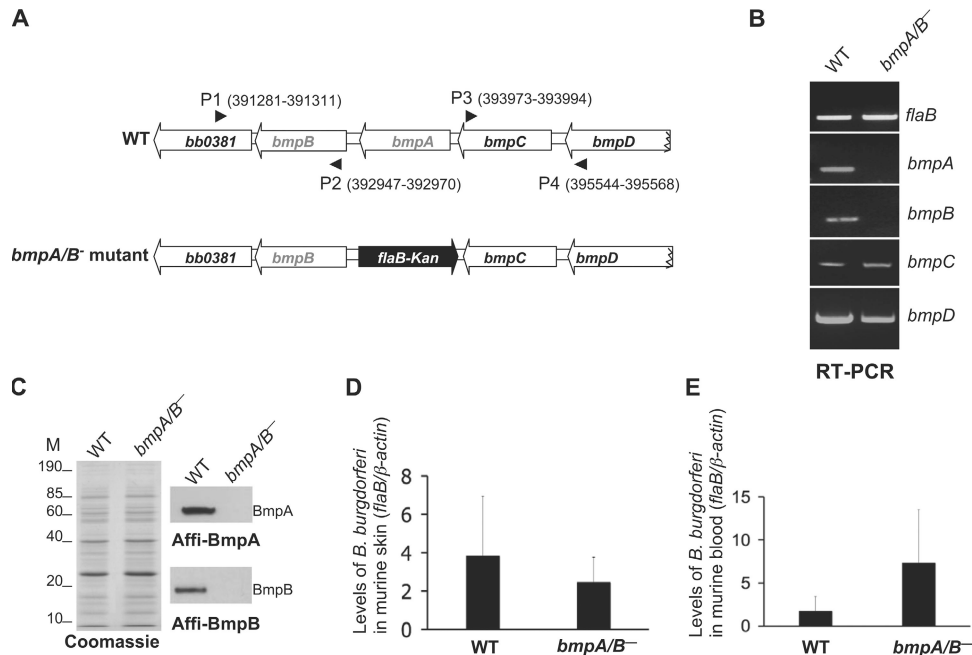 A
P1 (391281-391311)
P3 (393973-393994)
WT
bb0381
bmpB
bmpA
bmpC
bmpD
P2 (392947-392970)
P4 (395544-395568)
bmpA/B- mutant
bb0381
bmpB
flaB-Kan
bmpC
bmpD
B
WT
bmpA/B—
flaB
bmpA
bmpB
bmpC
bmpD
RT-PCR
C
M
WT
bmpA/B—
190
85
60
40
20
10
Coomassie
WT
bmpA/B—
BmpA
Affi-BmpA
BmpB
Affi-BmpB
D
Levels of B. burgdorferi
in murine skin (flaB/β-actin)
8
6
4
2
0
WT
bmpA/B—
E
Levels of B. burgdorferi
in murine blood (flaB/β-actin)
15
10
5
0
WT
bmpA/B—